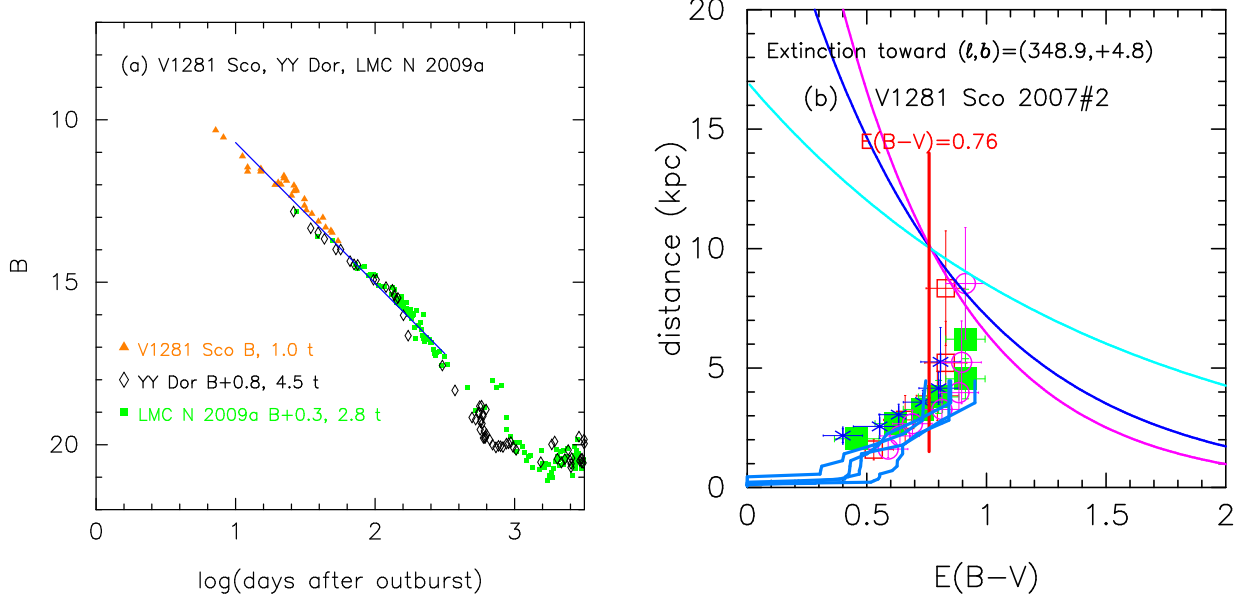 (a) V1281 Sco, YY Dor, LMC N 2009a
10
15
20
B
V1281 Sco B, 1.0 t
YY Dor B+0.8, 4.5 t
LMC N 2009a B+0.3, 2.8 t
0
1
2
3
log(days after outburst)
20
15
10
5
0
distance (kpc)
Extinction toward (ℓ,b)=(348.9,+4.8)
(b) V1281 Sco 2007#2
E(B−V)=0.76
0
0.5
1
1.5
2
E(B−V)